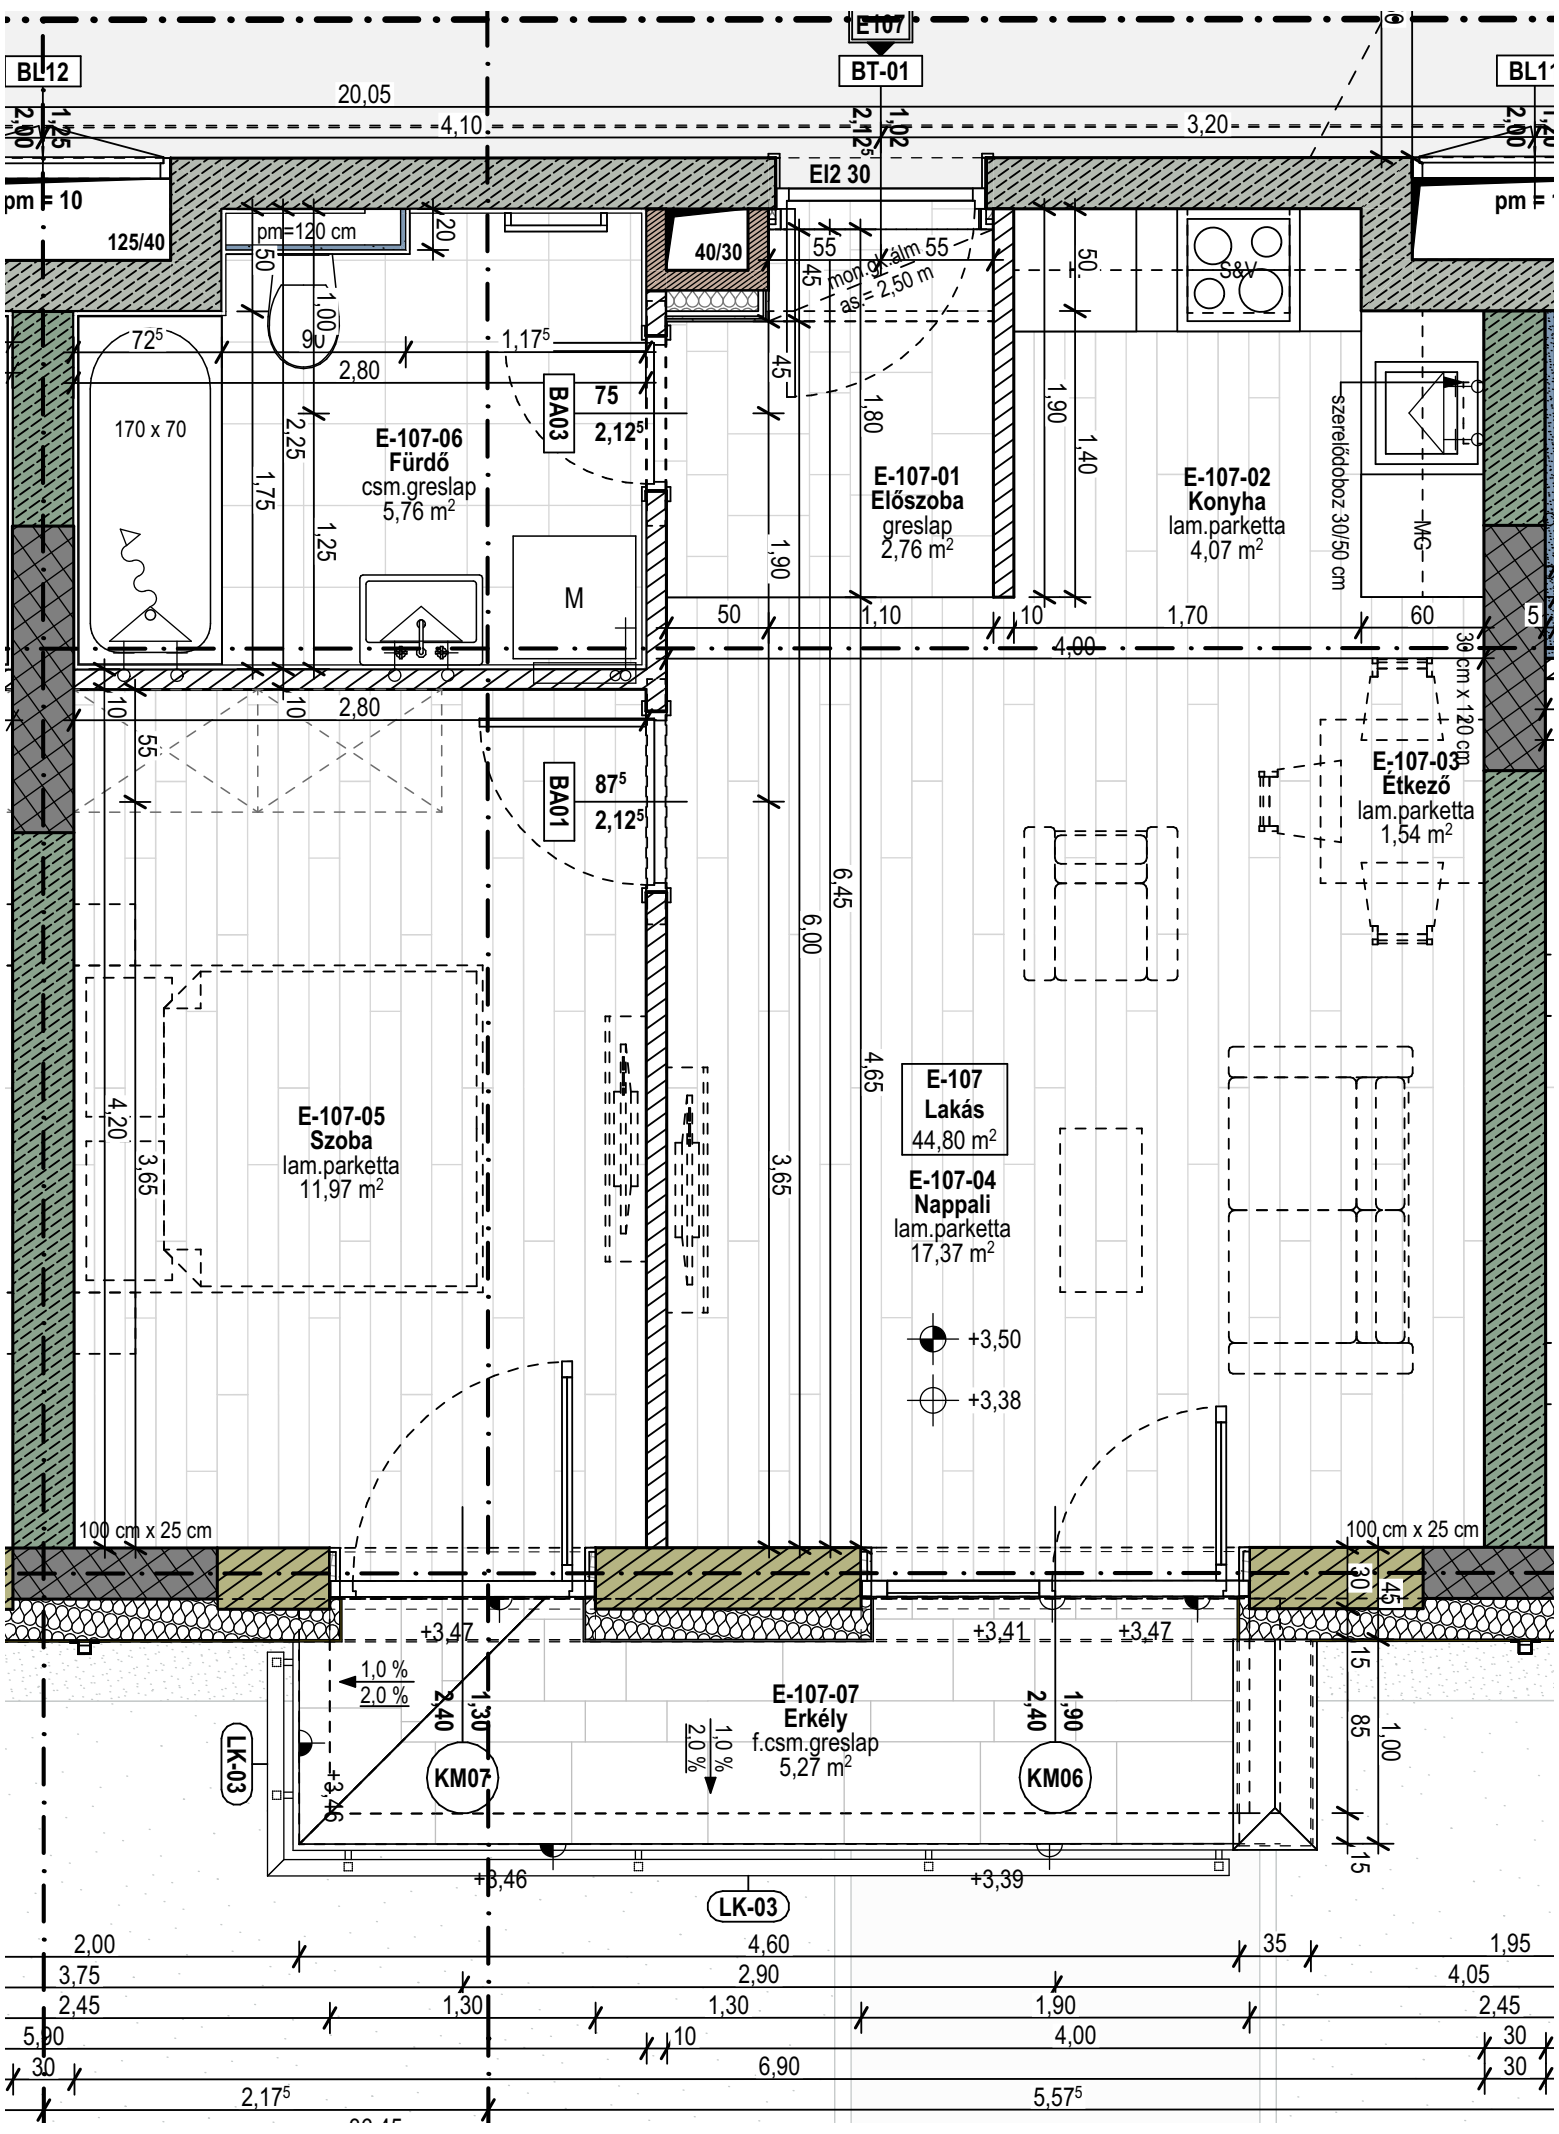 E107
BL12
BT-01
BL11
20,05
1,25
2,00
4,10
1,02
2,12⁵
3,20
2,00
EI2 30
pm = 10
125/40
pm=120 cm
20
40/30
55
55
pm =
50
45
mon.gk.álm
as.= 2,50 m
50
S&V
1,00
72⁵
90
1,17⁵
2,80
45
BA03
75
2,12⁵
170 x 70
2,25
1,75
1,25
E-107-06
Fürdő
csm.greslap
5,76 m²
1,80
1,90
1,40
szerelődoboz 30/50 cm
E-107-01
Előszoba
greslap
2,76 m²
E-107-02
Konyha
lam.parketta
4,07 m²
MG
M
1,90
50
1,10
10
1,70
60
5
4,00
30 cm x 120 cm
10
10
2,80
55
BA01
87⁵
2,12⁵
E-107-03
Étkező
lam.parketta
1,54 m²
6,45
6,00
4,65
3,65
E-107
Lakás
44,80 m²
E-107-04
Nappali
lam.parketta
17,37 m²
4,20
3,65
E-107-05
Szoba
lam.parketta
11,97 m²
+3,50
+3,38
100 cm x 25 cm
100 cm x 25 cm
30
45
+3,47
+3,41
+3,47
1,0 %
2,0 %
1,30
2,40
1,0 %
2,0 %
E-107-07
Erkély
f.csm.greslap
5,27 m²
1,90
2,40
15
85
1,00
15
LK-03
KM07
KM06
+3,46
+3,46
+3,39
LK-03
2,00
4,60
35
1,95
3,75
2,90
4,05
2,45
1,30
1,30
1,90
2,45
5,90
10
4,00
30
30
6,90
30
2,17⁵
5,57⁵